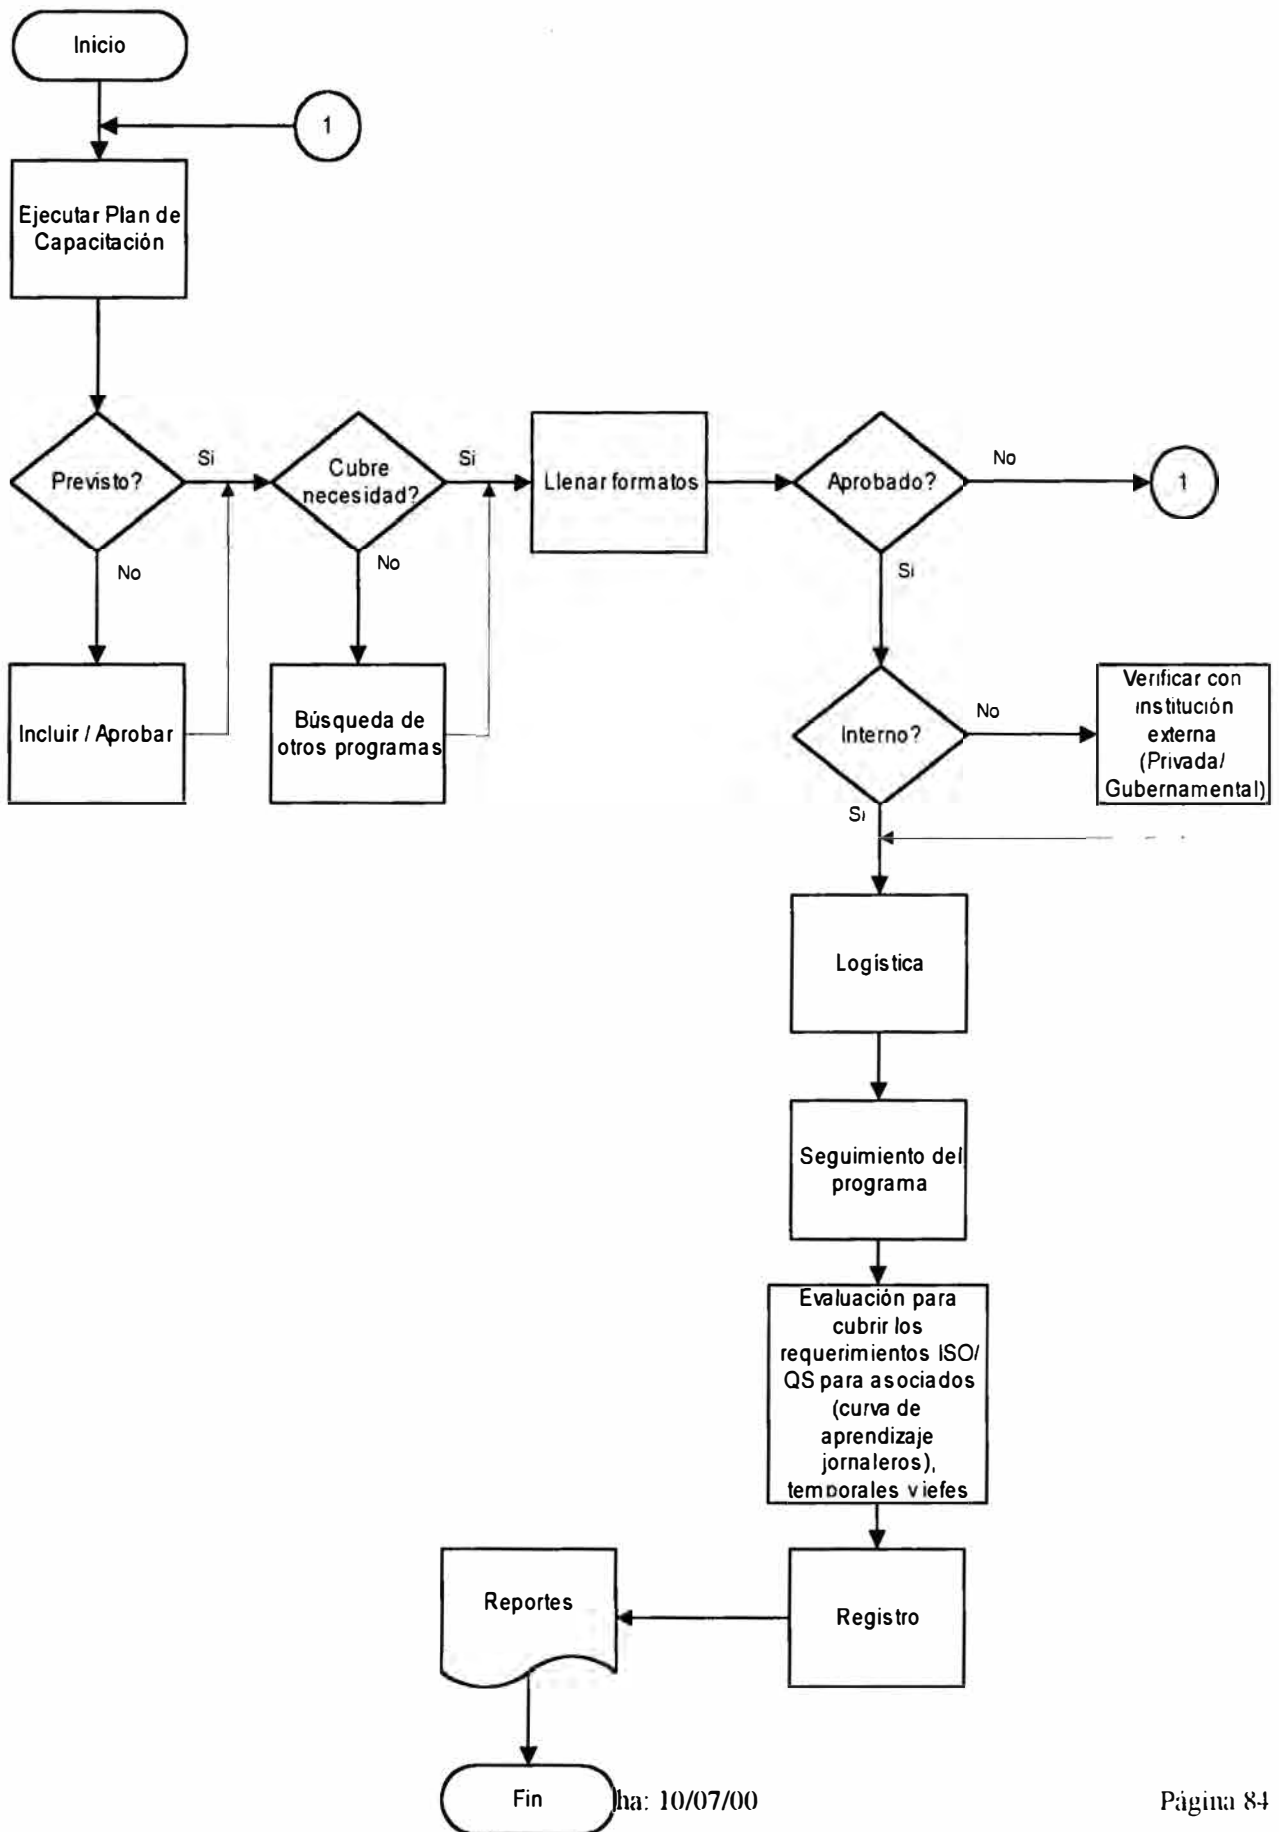 Inicio
1
Ejecutar Plan de
Capacitación
Previsto?
Si
No
Incluir / Aprobar
Cubre
necesidad?
Si
No
Búsqueda de
otros programas
Llenar formatos
Aprobado?
No
1
Si
Interno?
No
Verificar con
institución
externa
(Privada/
Gubernamental)
Si
Logística
Seguimiento del
programa
Evaluación para
cubrir los
requerimientos ISO/
QS para asociados
(curva de
aprendizaje
jornaleros),
temporales y jefes
Registro
Reportes
Fin
ha: 10/07/00
Página 84